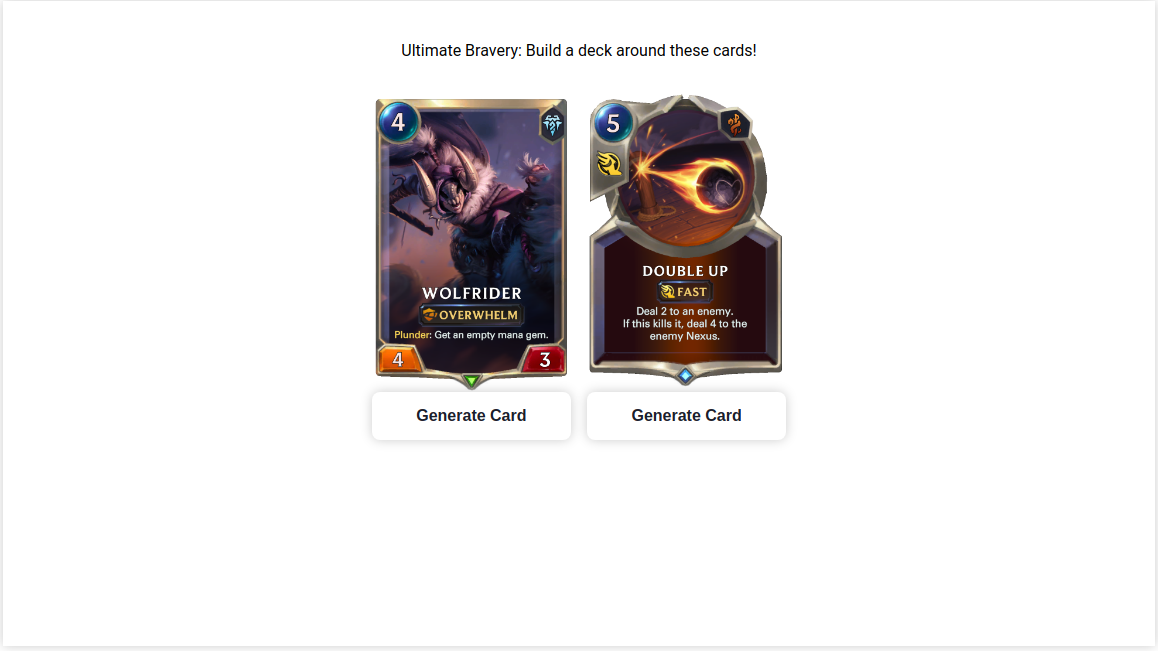 Ultimate Bravery: Build a deck around these cards!
4
WOLFRIDER
OVERWHELM
Plunder: Get an empty mana gem.
4
3
Generate Card
5
DOUBLE UP
FAST
Deal 2 to an enemy.
If this kills it, deal 4 to the
enemy Nexus.
Generate Card